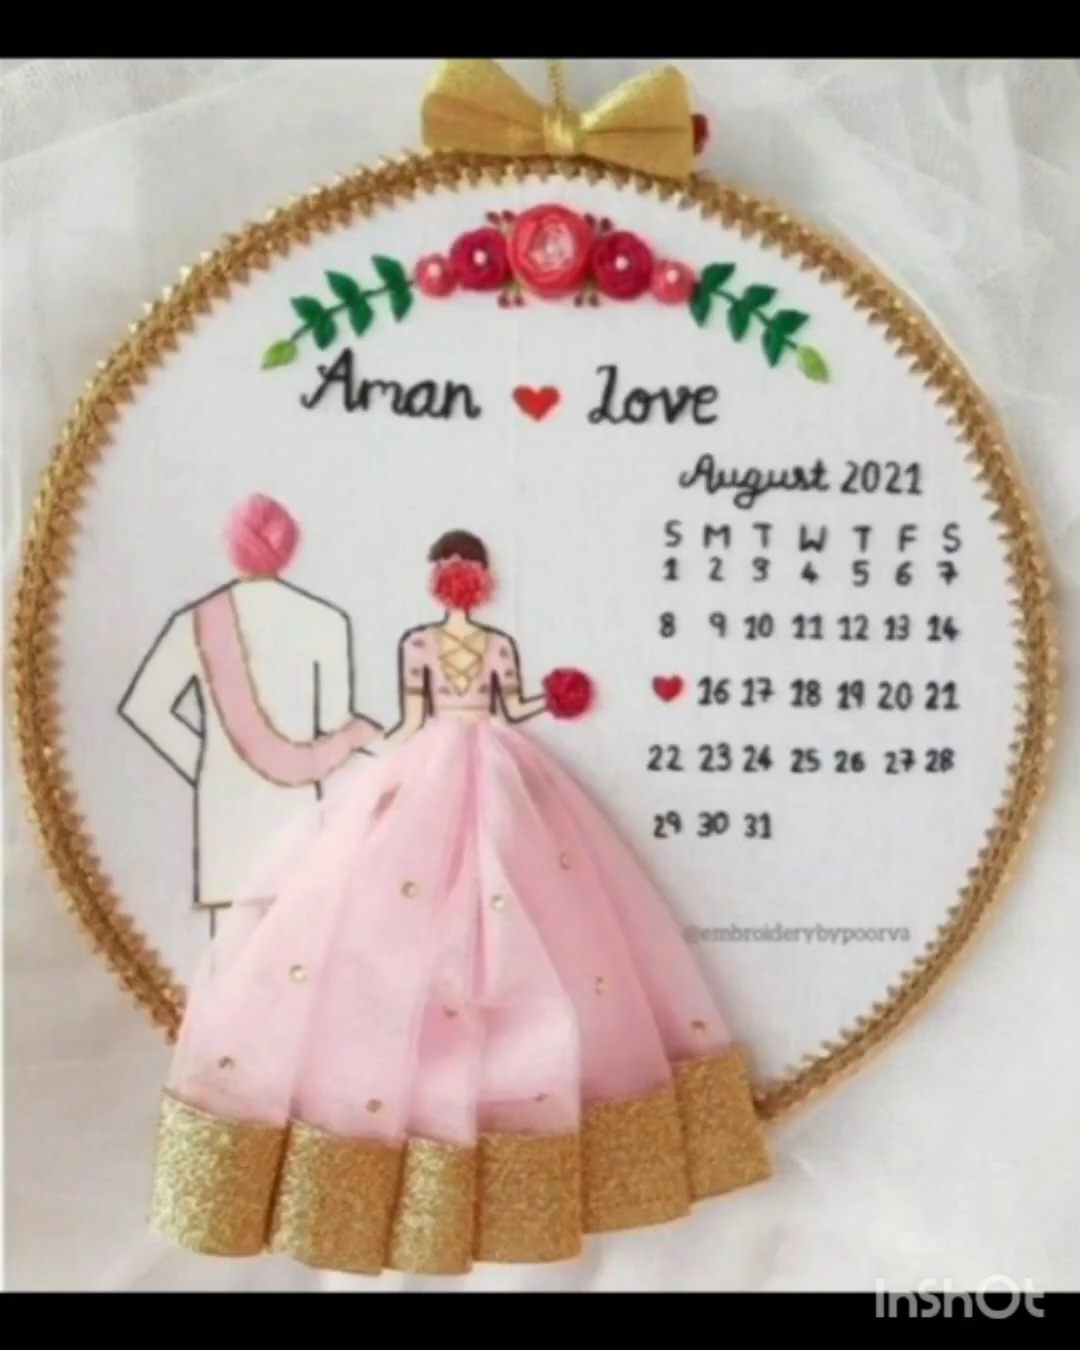 Aman ❤ Love
August 2021
S M T W T F S
1 2 3 4 5 6 7
8 9 10 11 12 13 14
❤ 16 17 18 19 20 21
22 23 24 25 26 27 28
29 30 31
@embroiderybypoorva
InShOt